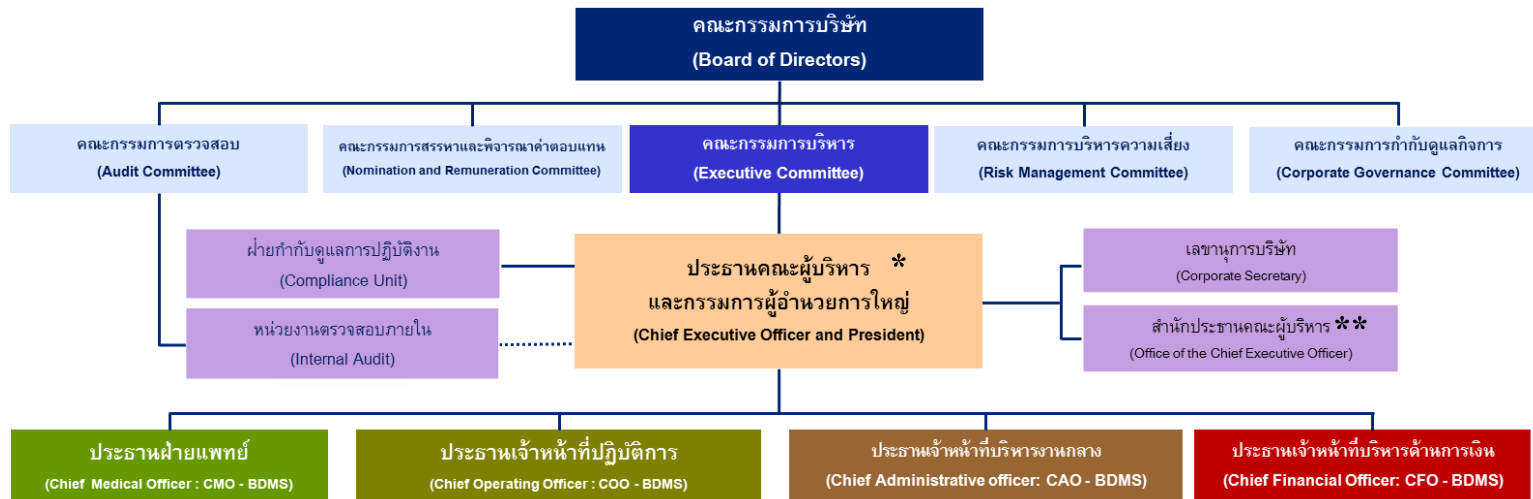 คณะกรรมการบริษัท
(Board of Directors)
คณะกรรมการตรวจสอบ
(Audit Committee)
คณะกรรมการสรรหาและพิจารณาค่าตอบแทน
(Nomination and Remuneration Committee)
คณะกรรมการบริหาร
(Executive Committee)
คณะกรรมการบริหารความเสี่ยง
(Risk Management Committee)
คณะกรรมการกำกับดูแลกิจการ
(Corporate Governance Committee)
ฝ่ายกำกับดูแลการปฏิบัติงาน
(Compliance Unit)
หน่วยงานตรวจสอบภายใน
(Internal Audit)
ประธานคณะผู้บริหาร *
และกรรมการผู้อำนวยการใหญ่
(Chief Executive Officer and President)
เลขานุการบริษัท
(Corporate Secretary)
สำนักประธานคณะผู้บริหาร **
(Office of the Chief Executive Officer)
ประธานฝ่ายแพทย์
(Chief Medical Officer : CMO - BDMS)
ประธานเจ้าหน้าที่ปฏิบัติการ
(Chief Operating Officer : COO - BDMS)
ประธานเจ้าหน้าที่บริหารงานกลาง
(Chief Administrative officer: CAO - BDMS)
ประธานเจ้าหน้าที่บริหารด้านการเงิน
(Chief Financial Officer: CFO - BDMS)